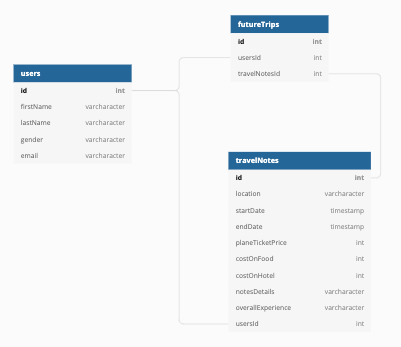 users
id int
firstName varcharacter
lastName varcharacter
gender varcharacter
email varcharacter
futureTrips
id int
usersId int
travelNotesId int
travelNotes
id int
location varcharacter
startDate timestamp
endDate timestamp
planeTicketPrice int
costOnFood int
costOnHotel int
notesDetails varcharacter
overallExperience varcharacter
usersId int